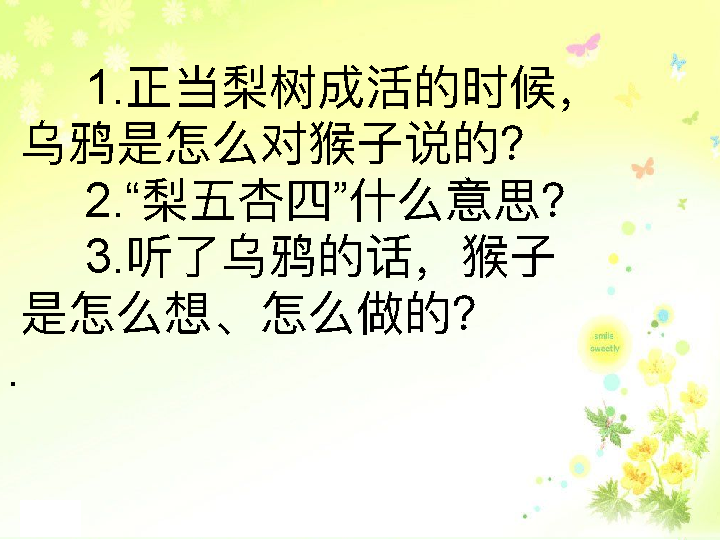 1.正当梨树成活的时候，
乌鸦是怎么对猴子说的？
2.“梨五杏四”什么意思？
3.听了乌鸦的话，猴子
是怎么想、怎么做的？
.
smile
sweetly